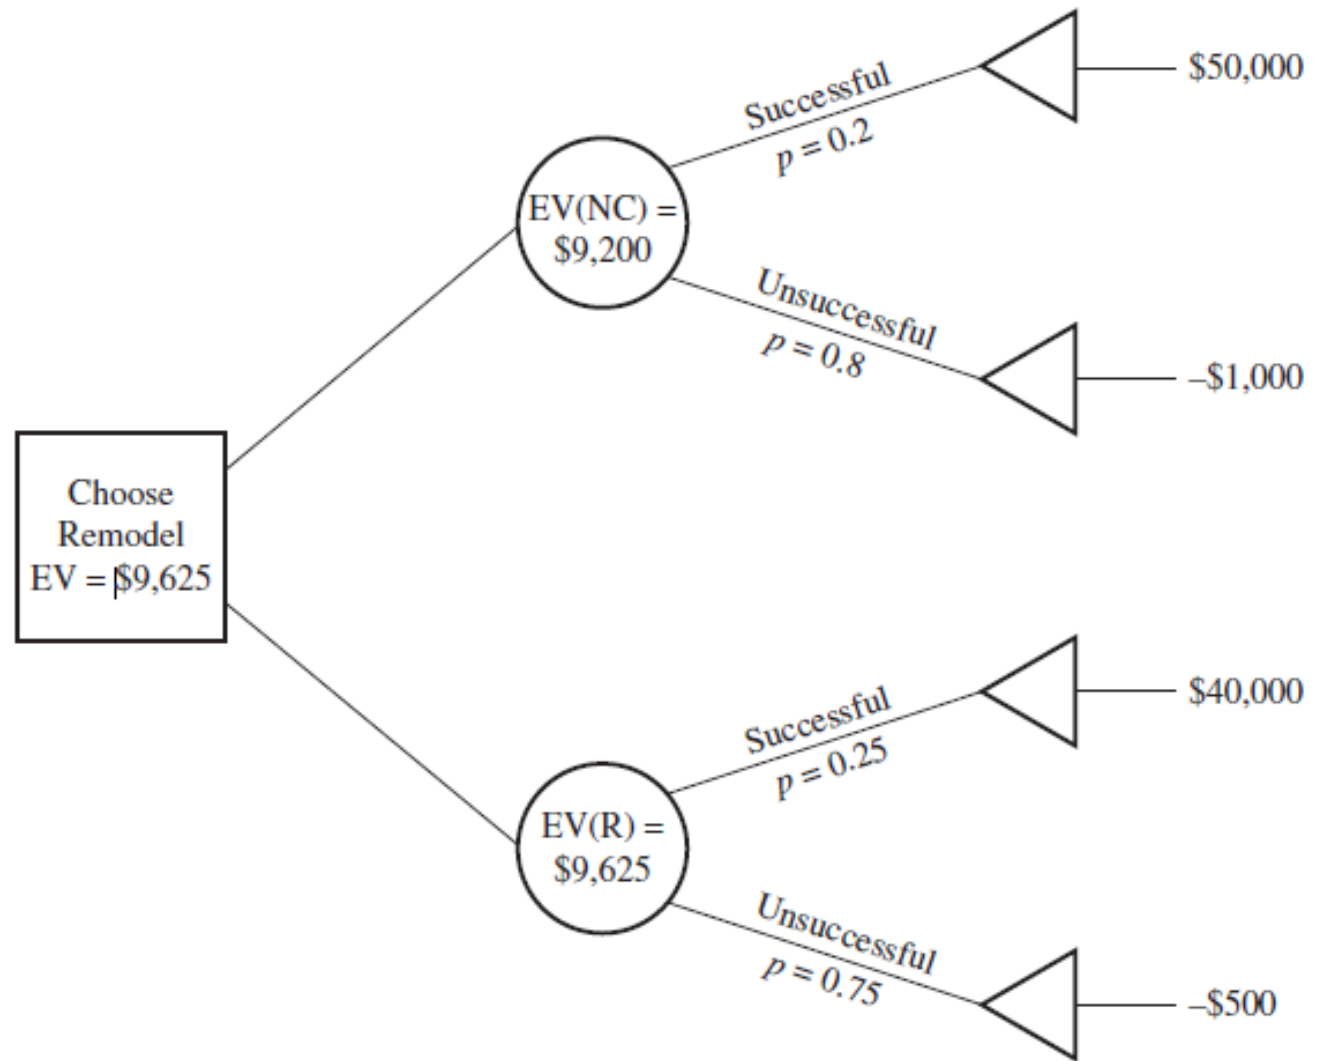 Successful
p = 0.2
$50,000
EV(NC) =
$9,200
Unsuccessful
p = 0.8
–$1,000
Choose
Remodel
EV = $9,625
Successful
p = 0.25
$40,000
EV(R) =
$9,625
Unsuccessful
p = 0.75
–$500